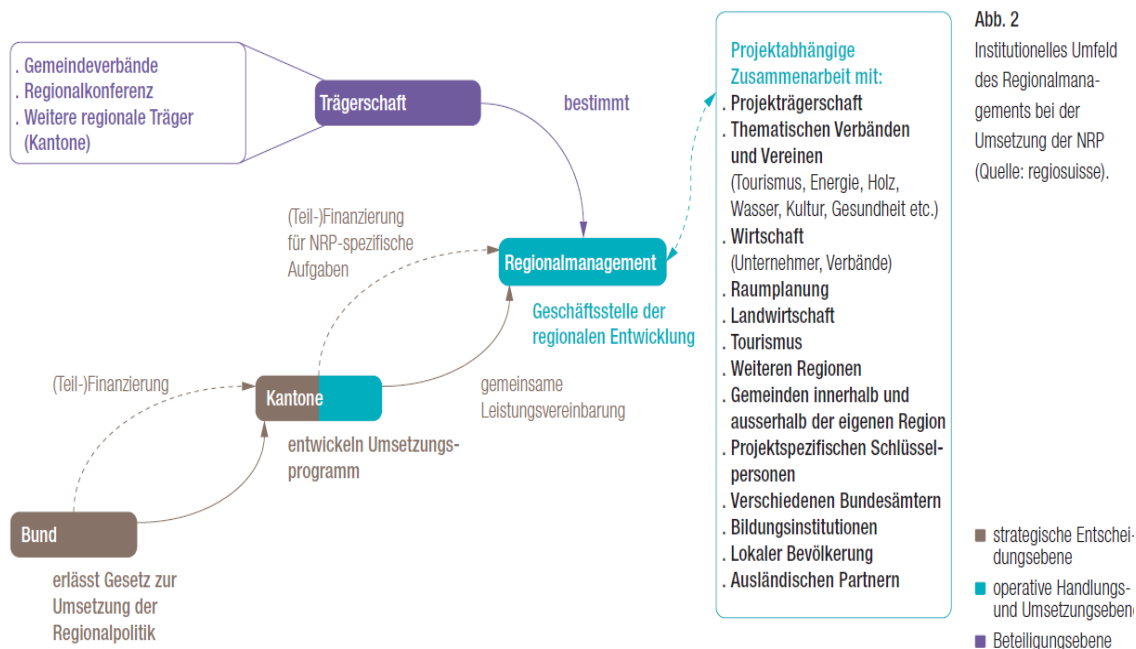 . Gemeindeverbände
. Regionalkonferenz
. Weitere regionale Träger
(Kantone)
Trägerschaft
bestimmt
(Teil-)Finanzierung
für NRP-spezifische
Aufgaben
Regionalmanagement
Geschäftsstelle der
regionalen Entwicklung
(Teil-)Finanzierung
Kantone
gemeinsame
Leistungsvereinbarung
entwickeln Umsetzungs-
programm
Bund
erlässt Gesetz zur
Umsetzung der
Regionalpolitik
Projektabhängige
Zusammenarbeit mit:
. Projekträgerschaft
. Thematischen Verbänden
und Vereinen
(Tourismus, Energie, Holz,
Wasser, Kultur, Gesundheit etc.)
. Wirtschaft
(Unternehmer, Verbände)
. Raumplanung
. Landwirtschaft
. Tourismus
. Weiteren Regionen
. Gemeinden innerhalb und
ausserhalb der eigenen Region
. Projektspezifischen Schlüssel-
personen
. Verschiedenen Bundesämtern
. Bildungsinstitutionen
. Lokaler Bevölkerung
. Ausländischen Partnern
Abb. 2
Institutionelles Umfeld
des Regionalmana-
gements bei der
Umsetzung der NRP
(Quelle: regiosuisse).
strategische Entschei-
dungsebene
operative Handlungs-
und Umsetzungsebene
Beteiligungsebene